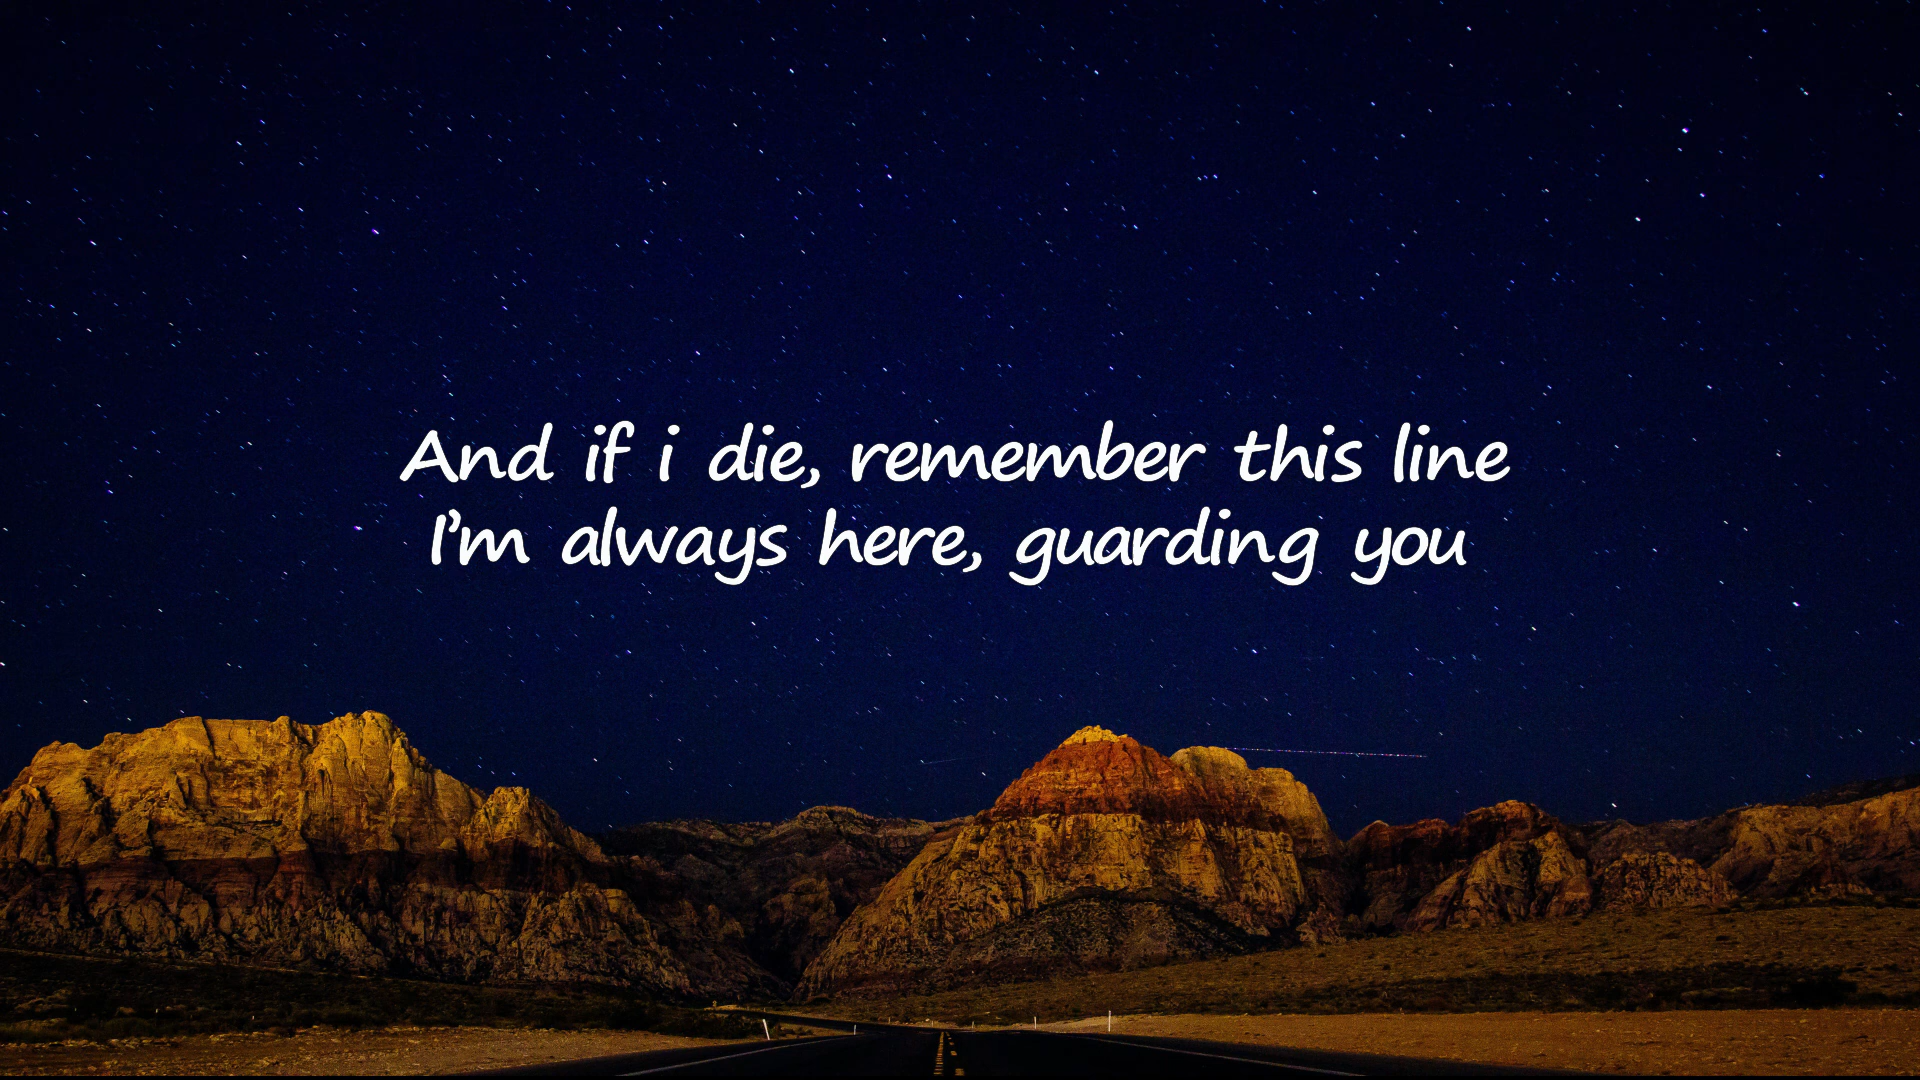 And if i die, remember this line
I'm always here, guarding you